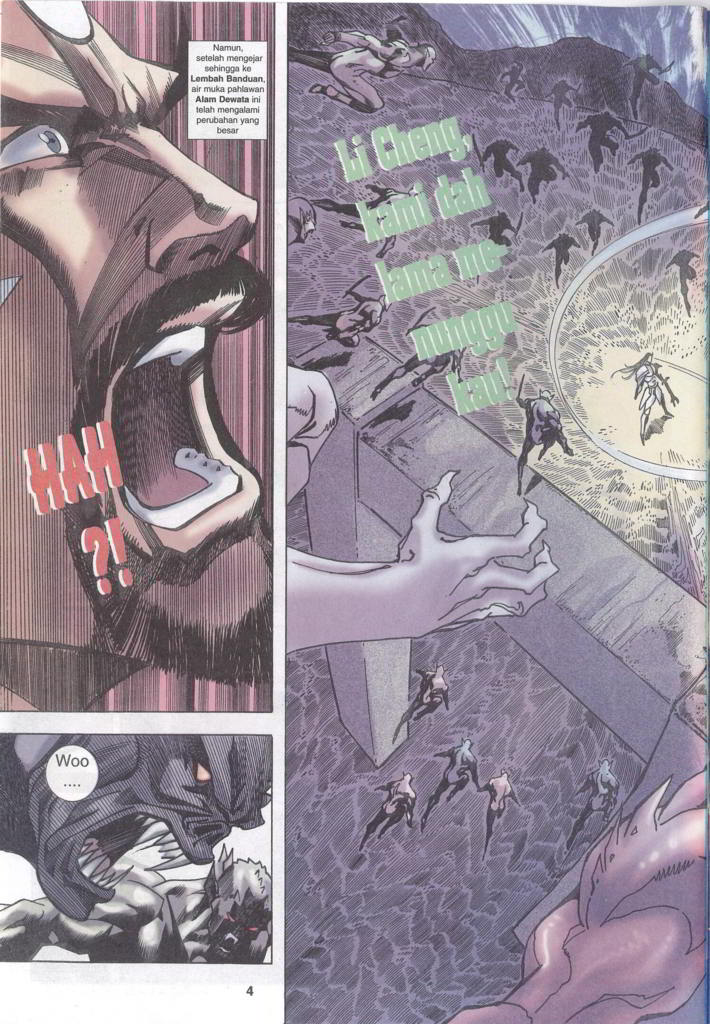 Namun,
setelah mengejar
sehingga ke
Lembah Banduan,
air muka pahlawan
Alam Dewata ini
telah mengalami
perubahan yang
besar
HAH
?!
Woo
....
Li Cheng,
kami dah
lama me-
nunggu
kau!
4